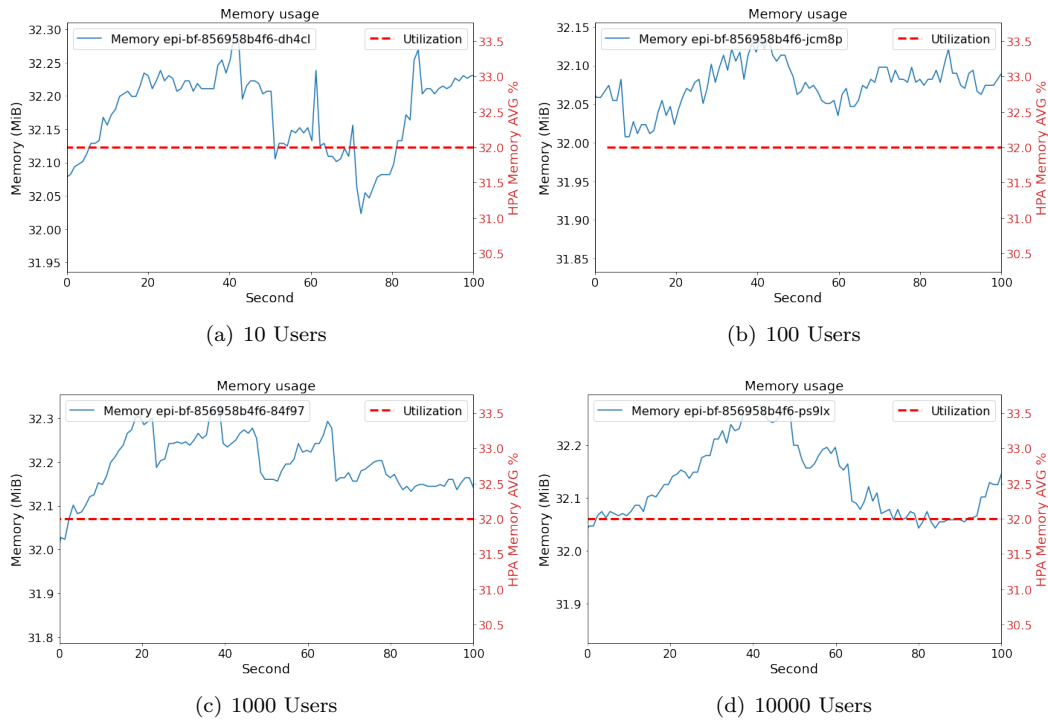 Memory usage
Memory epi-bf-856958b4f6-dh4cl
Utilization
32.30
32.25
32.20
32.15
32.10
32.05
32.00
31.95
Memory (MiB)
33.5
33.0
32.5
32.0
31.5
31.0
30.5
HPA Memory AVG %
0 20 40 60 80 100
Second
(a) 10 Users
Memory usage
Memory epi-bf-856958b4f6-jcm8p
Utilization
32.15
32.10
32.05
32.00
31.95
31.90
31.85
Memory (MiB)
33.5
33.0
32.5
32.0
31.5
31.0
30.5
HPA Memory AVG %
0 20 40 60 80 100
Second
(b) 100 Users
Memory usage
Memory epi-bf-856958b4f6-84f97
Utilization
32.3
32.2
32.1
32.0
31.9
31.8
Memory (MiB)
33.5
33.0
32.5
32.0
31.5
31.0
30.5
HPA Memory AVG %
0 20 40 60 80 100
Second
(c) 1000 Users
Memory usage
Memory epi-bf-856958b4f6-ps9lx
Utilization
32.2
32.1
32.0
31.9
Memory (MiB)
33.5
33.0
32.5
32.0
31.5
31.0
30.5
HPA Memory AVG %
0 20 40 60 80 100
Second
(d) 10000 Users